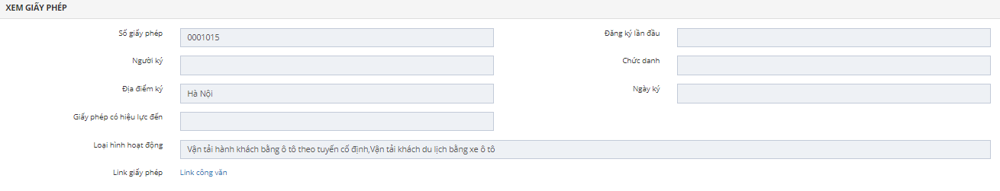 XEM GIẤY PHÉP
Số giấy phép 0001015 Đăng ký lần đầu
Người ký Chức danh
Địa điểm ký Hà Nội Ngày ký
Giấy phép có hiệu lực đến
Loại hình hoạt động Vận tải hành khách bằng ô tô theo tuyến cố định,Vận tải khách du lịch bằng xe ô tô
Link giấy phép Link công văn